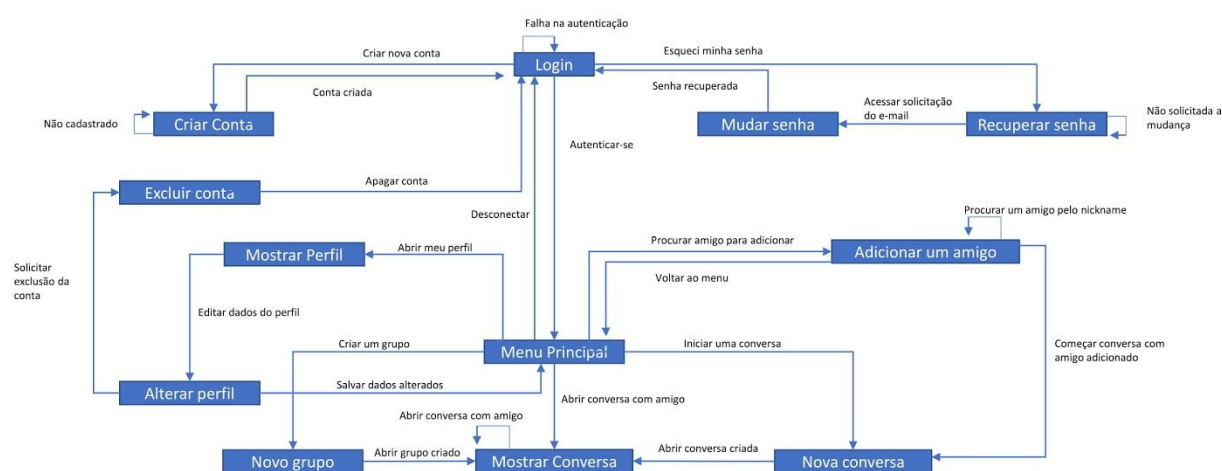 Falha na autenticação
Criar nova conta
Esqueci minha senha
Login
Conta criada
Senha recuperada
Acessar solicitação
do e-mail
Não cadastrado
Criar Conta
Mudar senha
Recuperar senha
Não solicitada a
mudança
Autenticar-se
Excluir conta
Apagar conta
Desconectar
Procurar um amigo pelo nickname
Mostrar Perfil
Abrir meu perfil
Procurar amigo para adicionar
Adicionar um amigo
Solicitar
exclusão da
conta
Voltar ao menu
Editar dados do perfil
Criar um grupo
Menu Principal
Iniciar uma conversa
Começar conversa com
amigo adicionado
Alterar perfil
Salvar dados alterados
Abrir conversa com amigo
Abrir conversa com amigo
Novo grupo
Abrir grupo criado
Mostrar Conversa
Abrir conversa criada
Nova conversa